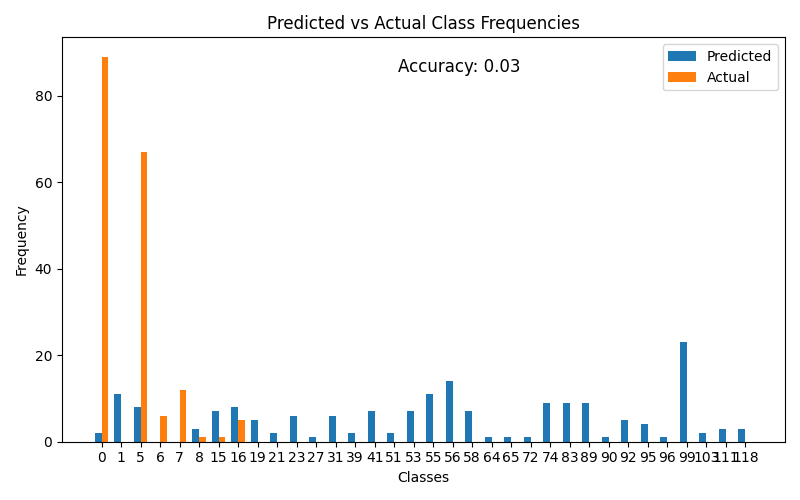 Predicted vs Actual Class Frequencies
Accuracy: 0.03
Predicted
Actual
Frequency
80
60
40
20
0
0 1 5 6 7 8 15 16 19 21 23 27 31 39 41 51 53 55 56 58 64 65 72 74 83 89 90 92 95 96 99 103 111 118
Classes